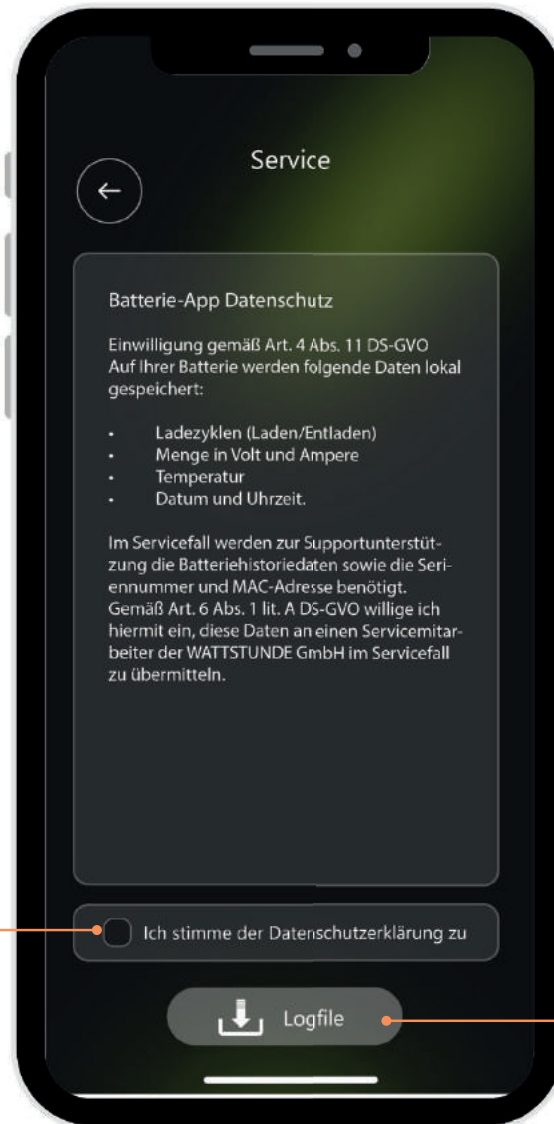 Service
Batterie-App Datenschutz
Einwilligung gemäß Art. 4 Abs. 11 DS-GVO
Auf Ihrer Batterie werden folgende Daten lokal
gespeichert:
• Ladezyklen (Laden/Entladen)
• Menge in Volt und Ampere
• Temperatur
• Datum und Uhrzeit.
Im Servicefall werden zur Supportunterstüt-
zung die Batteriehistoriedaten sowie die Seri-
ennummer und MAC-Adresse benötigt.
Gemäß Art. 6 Abs. 1 lit. A DS-GVO willige ich
hiermit ein, diese Daten an einen Servicemitar-
beiter der WATTSTUNDE GmbH im Servicefall
zu übermitteln.
Ich stimme der Datenschutzerklärung zu
Logfile